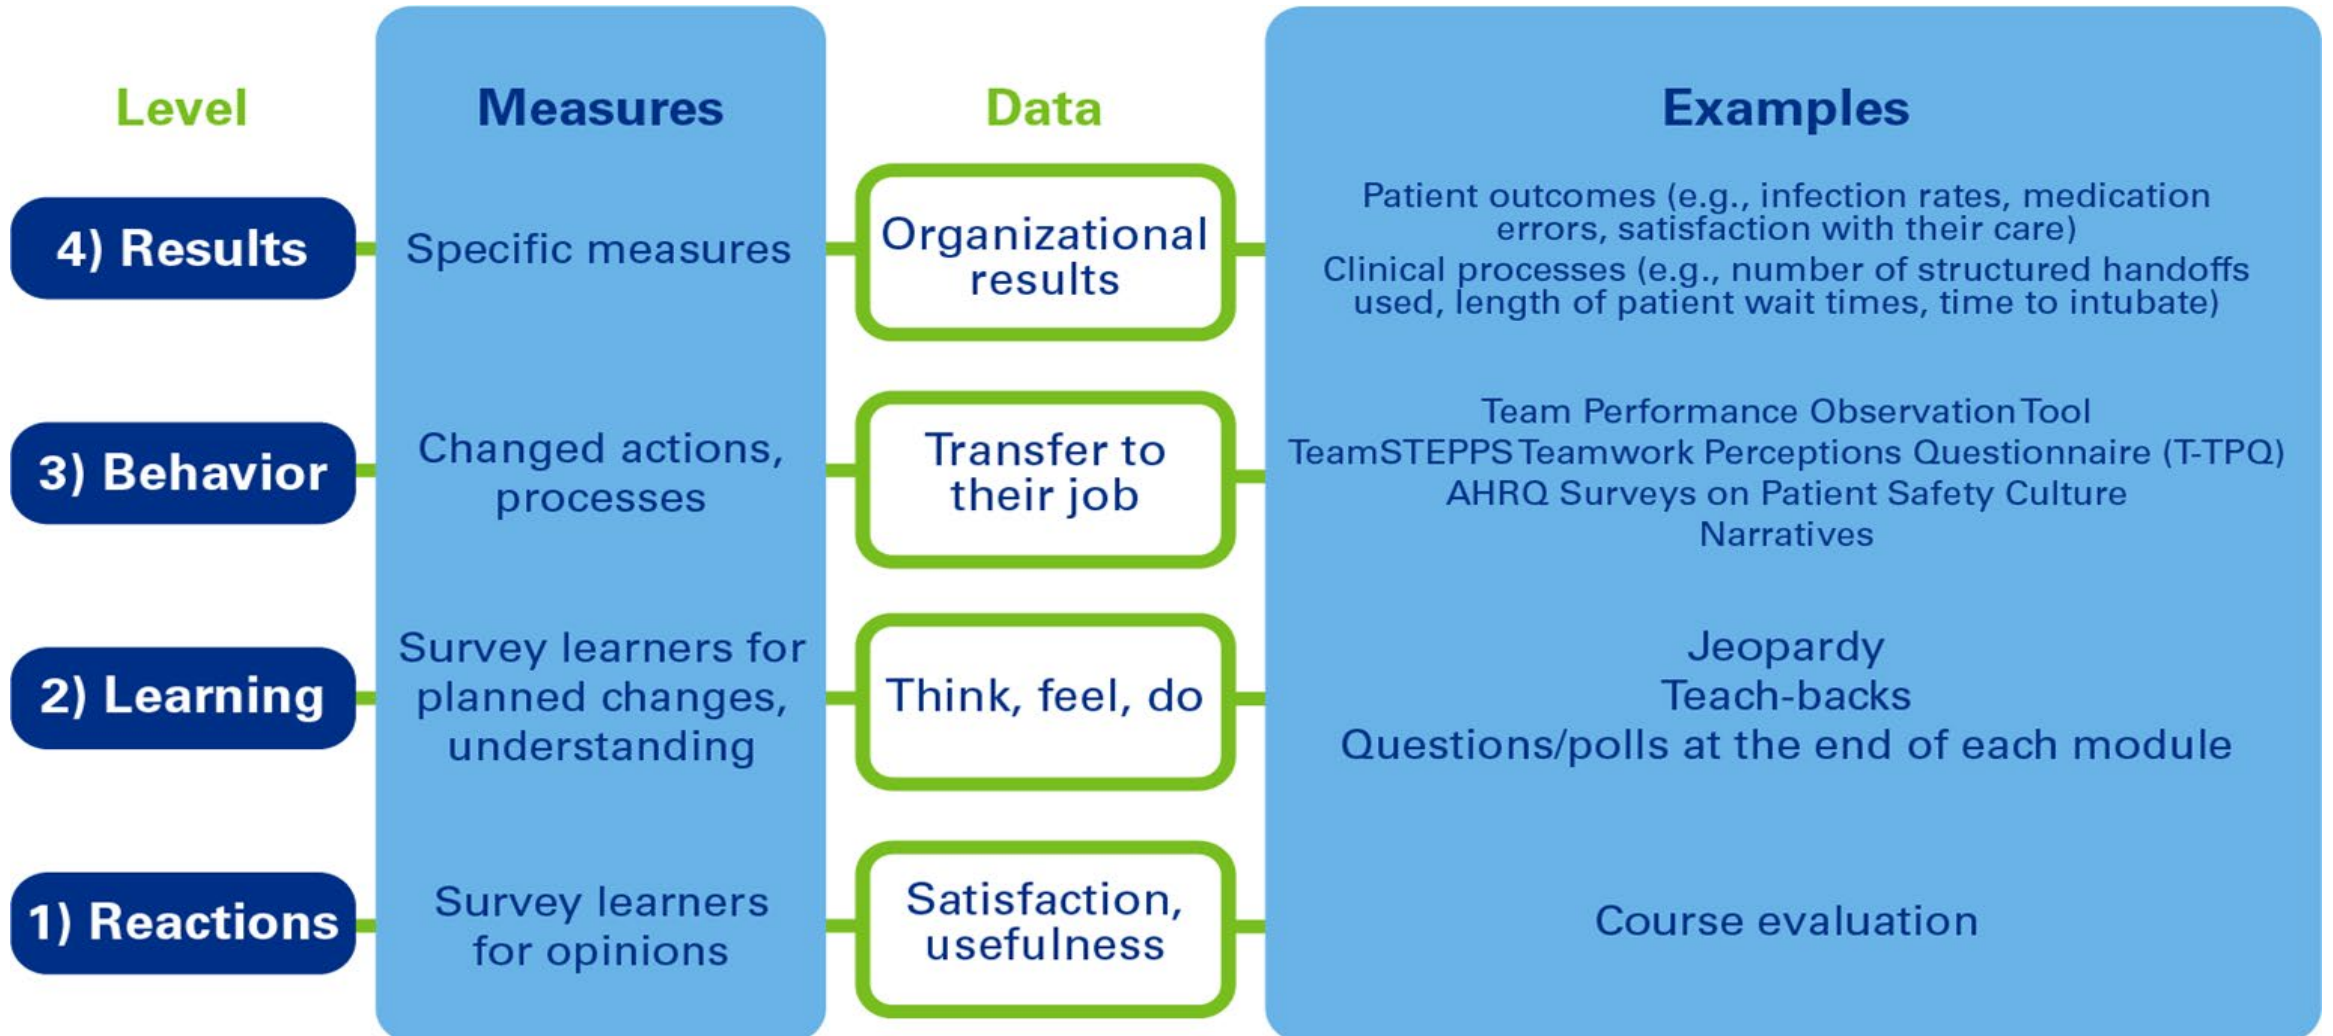 Level
Measures
Data
Examples
4) Results
Specific measures
Organizational
results
Patient outcomes (e.g., infection rates, medication
errors, satisfaction with their care)
Clinical processes (e.g., number of structured handoffs
used, length of patient wait times, time to intubate)
3) Behavior
Changed actions,
processes
Transfer to
their job
Team Performance Observation Tool
TeamSTEPPS Teamwork Perceptions Questionnaire (T-TPQ)
AHRQ Surveys on Patient Safety Culture
Narratives
2) Learning
Survey learners for
planned changes,
understanding
Think, feel, do
Jeopardy
Teach-backs
Questions/polls at the end of each module
1) Reactions
Survey learners
for opinions
Satisfaction,
usefulness
Course evaluation